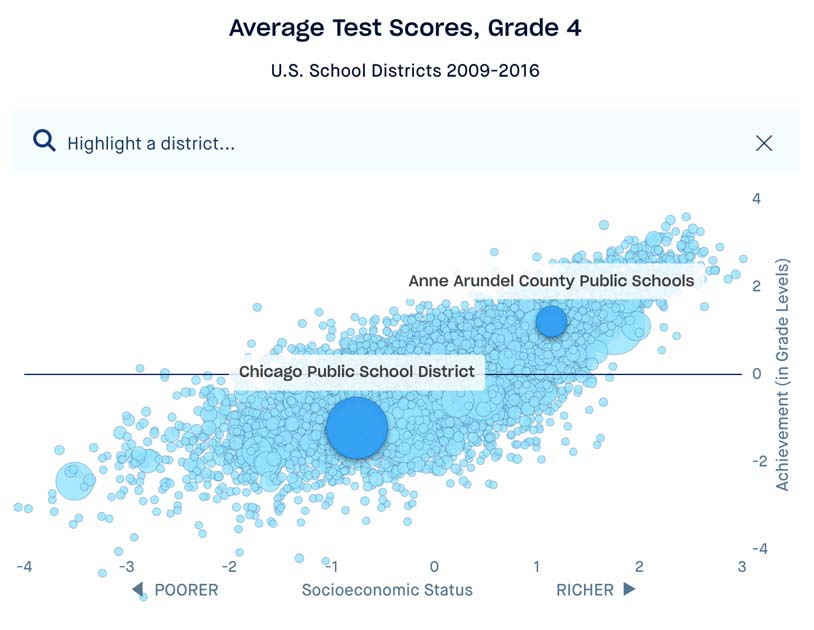 Average Test Scores, Grade 4
U.S. School Districts 2009-2016
Highlight a district...
4
Anne Arundel County Public Schools
2
Chicago Public School District
0
-2
-4
Achievement (in Grade Levels)
-4 -3 -2 -1 0 1 2 3
POORER Socioeconomic Status RICHER